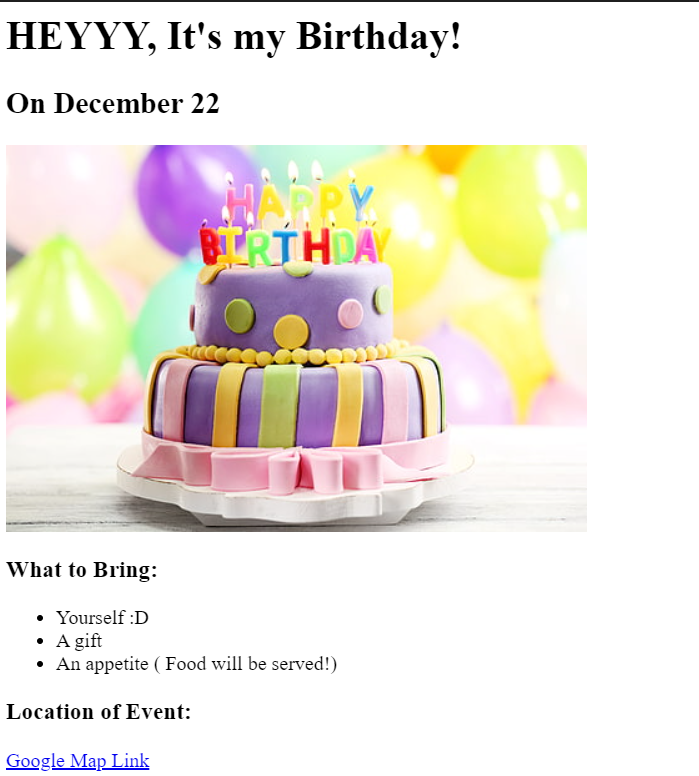 HEYYY, It's my Birthday!
On December 22
HAPPY
BIRTHDAY
What to Bring:
Yourself :D
A gift
An appetite ( Food will be served!)
Location of Event:
Google Map Link